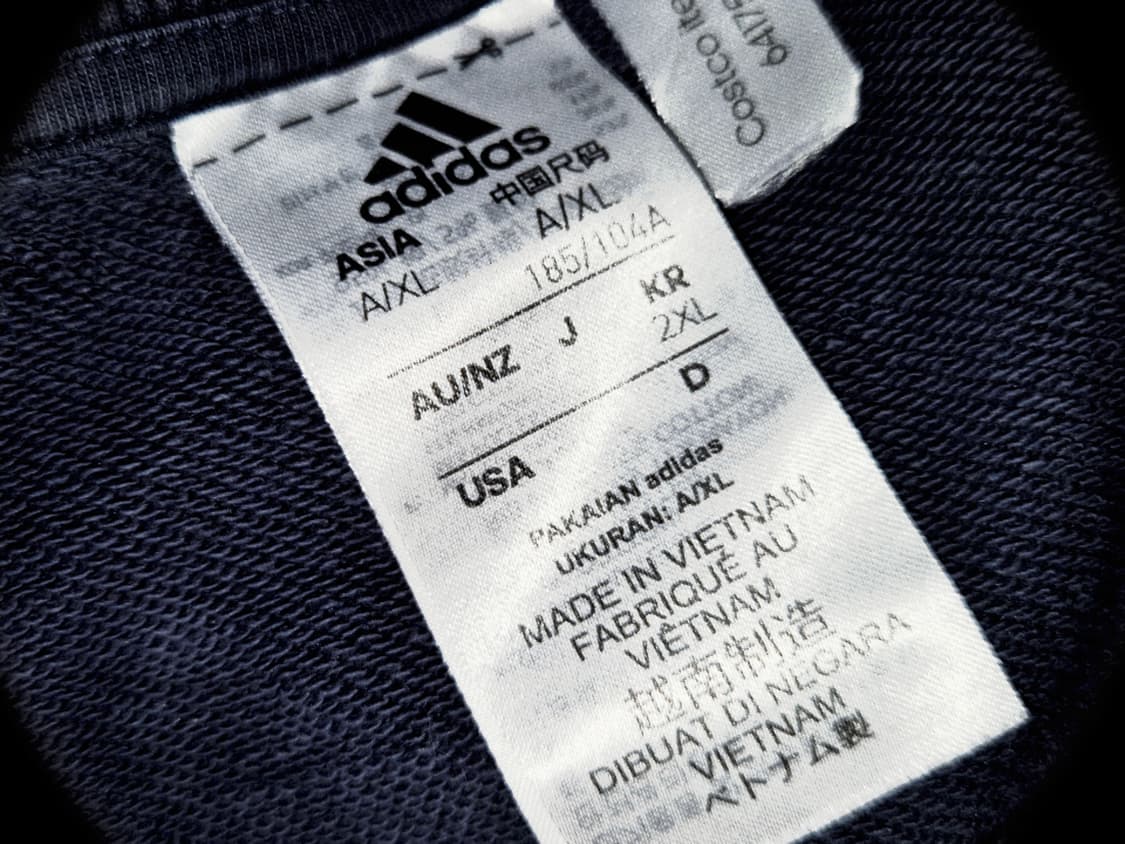 adidas
ASIA 中国尺码
A/XL A/XL
185/104A
AU/NZ J KR
2XL
USA D
PAKAIAN adidas
UKURAN: A/XL
MADE IN VIETNAM
FABRIQUÉ AU
VIÊTNAM
越南制造
DIBUAT DI NEGARA
VIETNAM
ベトナム製
Costco